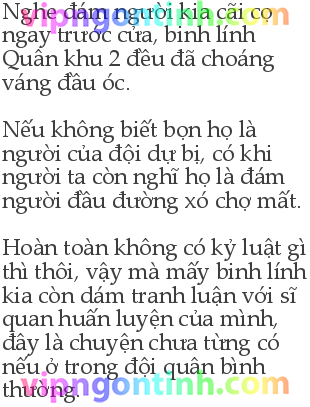 Nghe đám người kia cãi cọ
ngay trước cửa, binh lính
Quân khu 2 đều đã choáng
váng đầu óc.
Nếu không biết bọn họ là
người của đội dự bị, có khi
người ta còn nghĩ họ là đám
người đầu đường xó chợ mất.
Hoàn toàn không có kỷ luật gì
thì thôi, vậy mà mấy binh lính
kia còn dám tranh luận với sĩ
quan huấn luyện của mình,
đây là chuyện chưa từng có
nếu ở trong đội quân bình
thường.
vipngontinh.com
vipngontinh.com